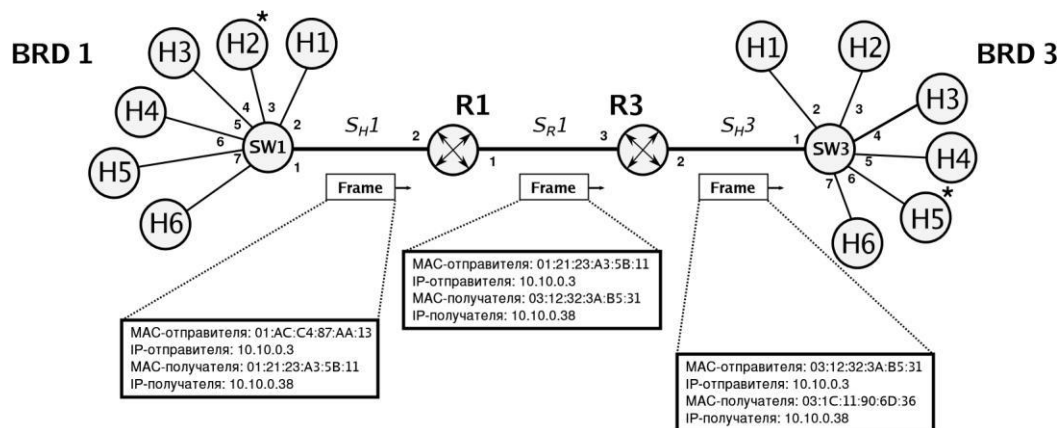 BRD 1
H3
H2
*
H1
H4
H5
H6
SW1
4
3
5
2
6
7
1
S_H1
2
R1
1
S_R1
3
R3
2
S_H3
1
SW3
2
3
4
5
6
7
H1
H2
BRD 3
H3
H4
H5
*
H6
Frame
Frame
Frame
MAC-отправителя: 01:AC:C4:87:AA:13
IP-отправителя: 10.10.0.3
MAC-получателя: 01:21:23:A3:5B:11
IP-получателя: 10.10.0.38
MAC-отправителя: 01:21:23:A3:5B:11
IP-отправителя: 10.10.0.3
MAC-получателя: 03:12:32:3A:B5:31
IP-получателя: 10.10.0.38
MAC-отправителя: 03:12:32:3A:B5:31
IP-отправителя: 10.10.0.3
MAC-получателя: 03:1C:11:90:6D:36
IP-получателя: 10.10.0.38